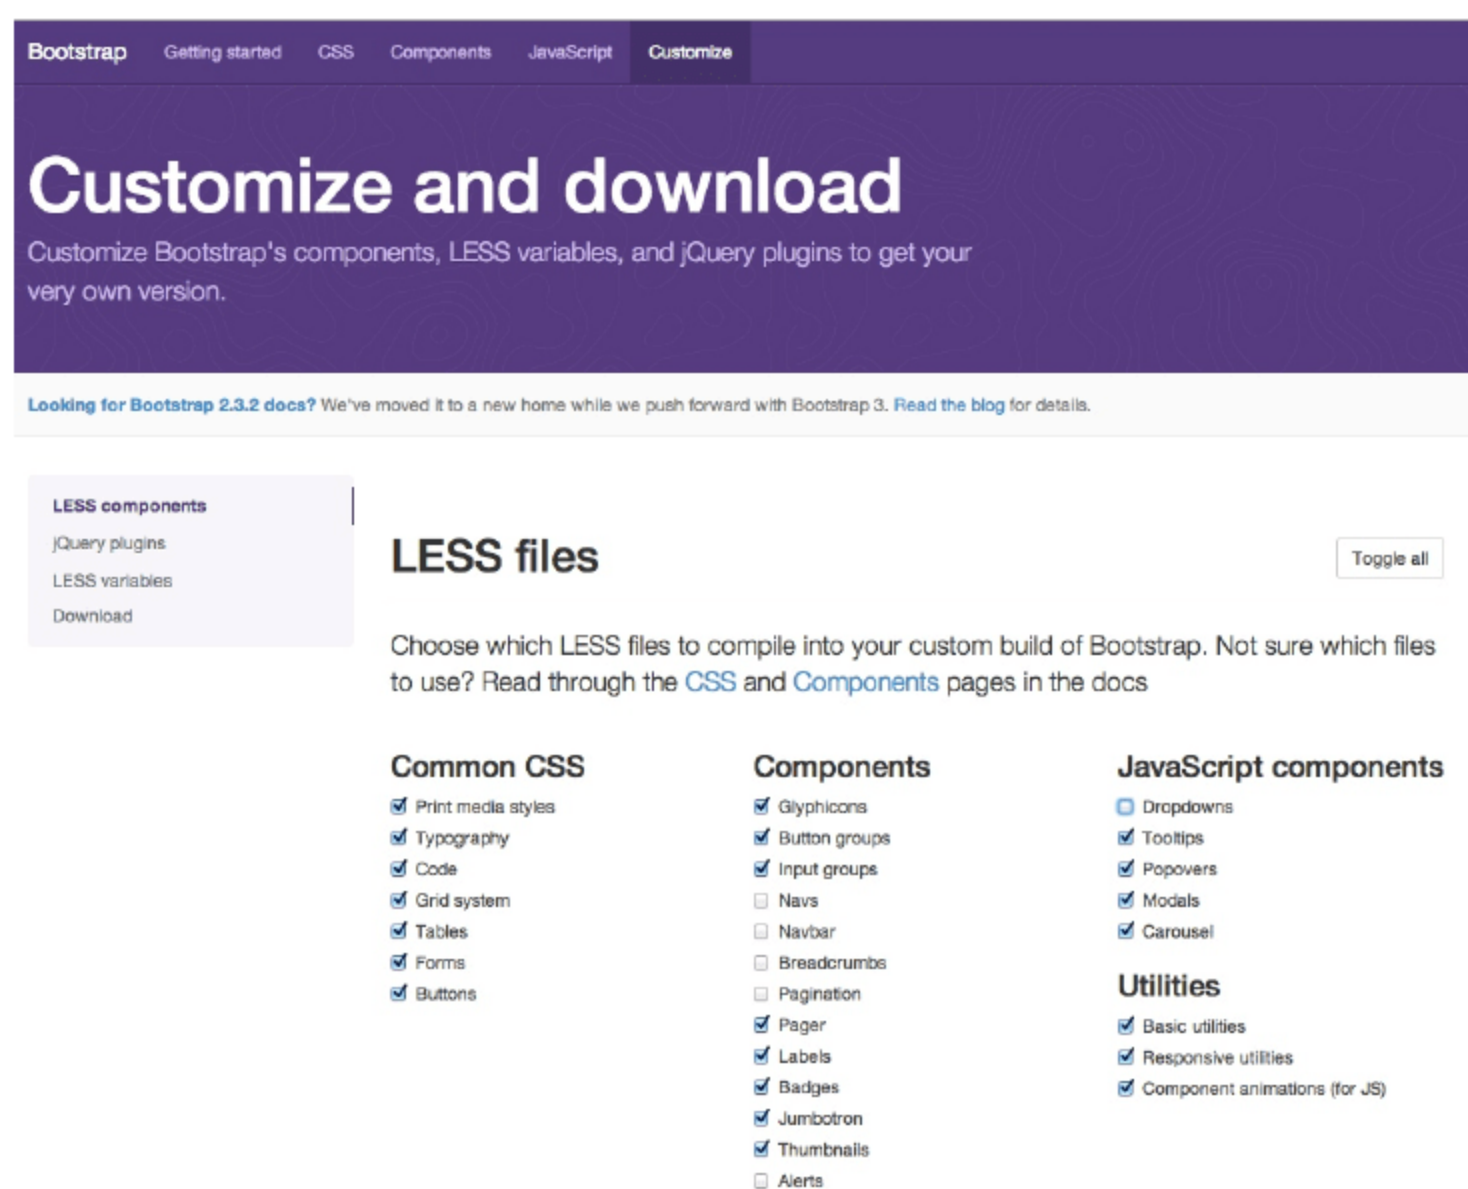 Bootstrap Getting started CSS Components JavaScript Customize
Customize and download
Customize Bootstrap's components, LESS variables, and jQuery plugins to get your
very own version.
Looking for Bootstrap 2.3.2 docs? We've moved it to a new home while we push forward with Bootstrap 3. Read the blog for details.
LESS components
jQuery plugins
LESS variables
Download
LESS files
Toggle all
Choose which LESS files to compile into your custom build of Bootstrap. Not sure which files
to use? Read through the CSS and Components pages in the docs
Common CSS
Print media styles
Typography
Code
Grid system
Tables
Forms
Buttons
Components
Glyphicons
Button groups
Input groups
Navs
Navbar
Breadcrumbs
Pagination
Pager
Labels
Badges
Jumbotron
Thumbnails
Alerts
JavaScript components
Dropdowns
Tooltips
Popovers
Modals
Carousel
Utilities
Basic utilities
Responsive utilities
Component animations (for JS)